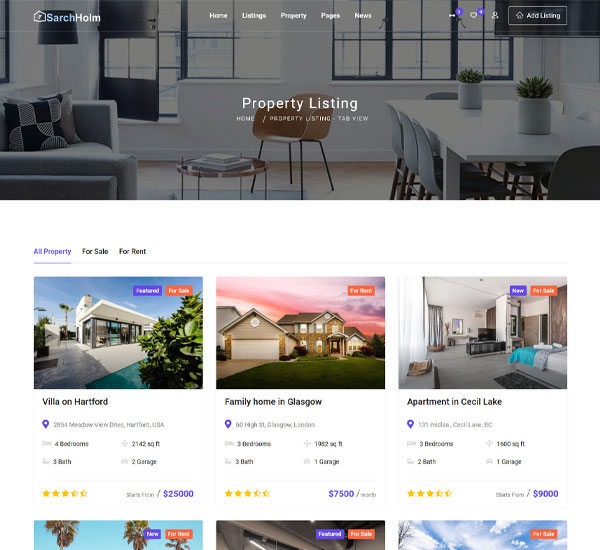 SarchHolm
Home Listings Property Pages News
0 0 Add Listing
Property Listing
HOME / PROPERTY LISTING - TAB VIEW
All Property For Sale For Rent
Featured For Sale
Villa on Hartford
2854 Meadow View Drive, Hartford, USA
4 Bedrooms 2142 sq ft
3 Bath 2 Garage
Starts From / $25000
For Rent
Family home in Glasgow
60 High St, Glasgow, London
3 Bedrooms 1982 sq ft
3 Bath 1 Garage
$7500 / month
New For Sale
Apartment in Cecil Lake
131 midlas , Cecil Lake, BC
3 Bedrooms 1600 sq ft
2 Bath 1 Garage
Starts From / $9000
New For Rent
Featured For Sale
For Sale